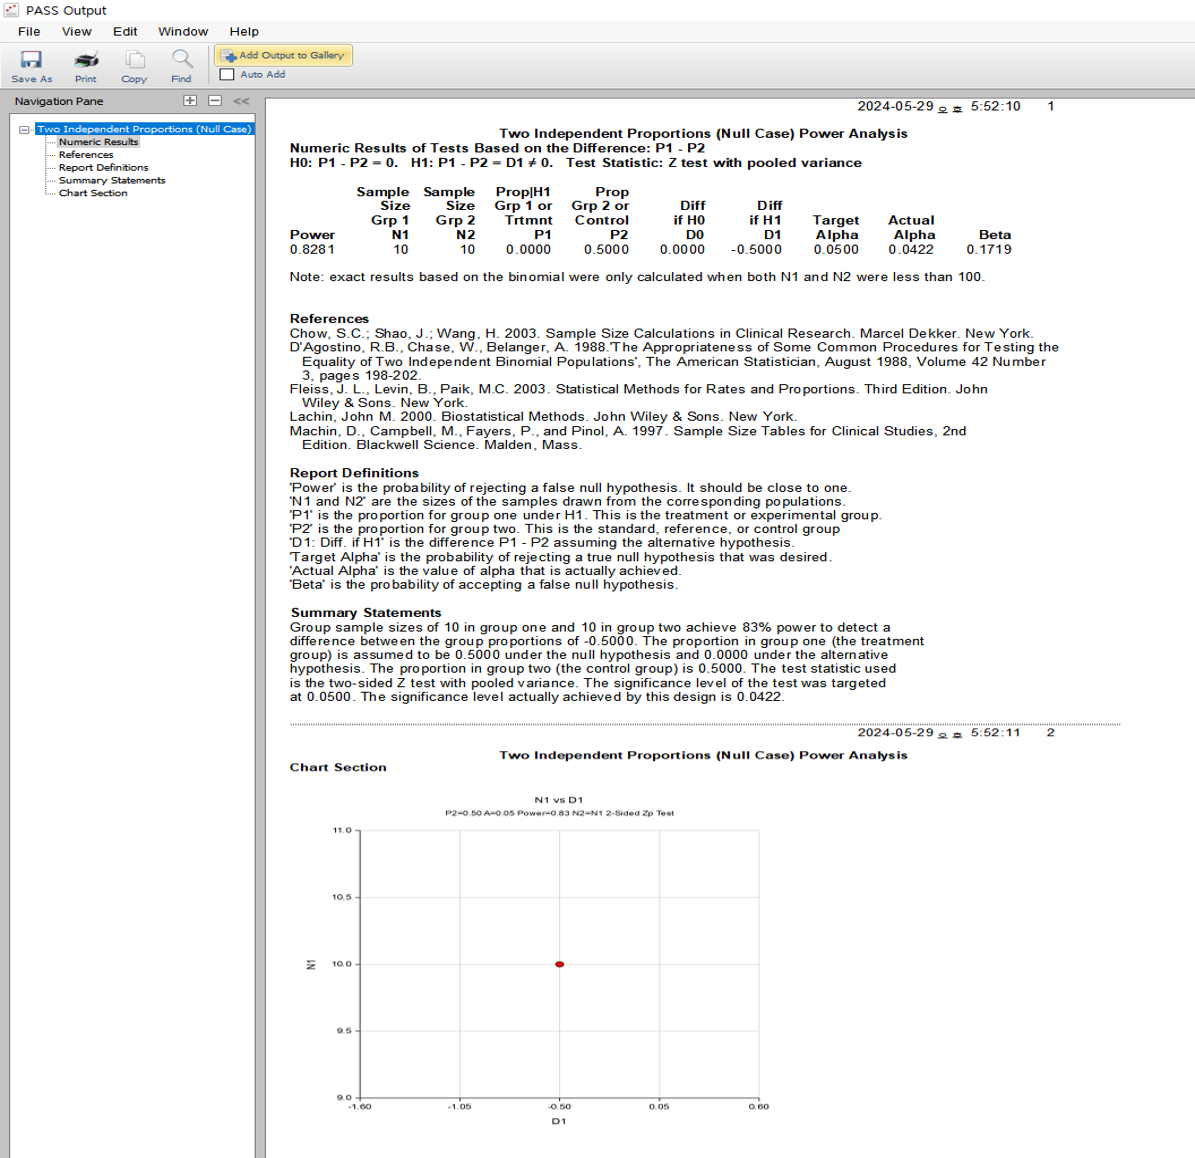 PASS Output
File View Edit Window Help
Save As Print Copy Find Add Output to Gallery
Auto Add
Navigation Pane <<
Two Independent Proportions (Null Case)
Numeric Results
References
Report Definitions
Summary Statements
Chart Section
2024-05-29 오후 5:52:10 1
Two Independent Proportions (Null Case) Power Analysis
Numeric Results of Tests Based on the Difference: P1 - P2
H0: P1 - P2 = 0. H1: P1 - P2 = D1 ≠ 0. Test Statistic: Z test with pooled variance
Sample Sample Prop|H1 Prop
Size Size Grp 1 or Grp 2 or Diff Diff
Grp 1 Grp 2 Trtmnt Control if H0 if H1 Target Actual
Power N1 N2 P1 P2 D0 D1 Alpha Alpha Beta
0.8281 10 10 0.0000 0.5000 0.0000 -0.5000 0.0500 0.0422 0.1719
Note: exact results based on the binomial were only calculated when both N1 and N2 were less than 100.
References
Chow, S.C.; Shao, J.; Wang, H. 2003. Sample Size Calculations in Clinical Research. Marcel Dekker. New York.
D'Agostino, R.B., Chase, W., Belanger, A. 1988.'The Appropriateness of Some Common Procedures for Testing the
Equality of Two Independent Binomial Populations', The American Statistician, August 1988, Volume 42 Number
3, pages 198-202.
Fleiss, J. L., Levin, B., Paik, M.C. 2003. Statistical Methods for Rates and Proportions. Third Edition. John
Wiley & Sons. New York.
Lachin, John M. 2000. Biostatistical Methods. John Wiley & Sons. New York.
Machin, D., Campbell, M., Fayers, P., and Pinol, A. 1997. Sample Size Tables for Clinical Studies, 2nd
Edition. Blackwell Science. Malden, Mass.
Report Definitions
'Power' is the probability of rejecting a false null hypothesis. It should be close to one.
'N1 and N2' are the sizes of the samples drawn from the corresponding populations.
'P1' is the proportion for group one under H1. This is the treatment or experimental group.
'P2' is the proportion for group two. This is the standard, reference, or control group
'D1: Diff. if H1' is the difference P1 - P2 assuming the alternative hypothesis.
'Target Alpha' is the probability of rejecting a true null hypothesis that was desired.
'Actual Alpha' is the value of alpha that is actually achieved.
'Beta' is the probability of accepting a false null hypothesis.
Summary Statements
Group sample sizes of 10 in group one and 10 in group two achieve 83% power to detect a
difference between the group proportions of -0.5000. The proportion in group one (the treatment
group) is assumed to be 0.5000 under the null hypothesis and 0.0000 under the alternative
hypothesis. The proportion in group two (the control group) is 0.5000. The test statistic used
is the two-sided Z test with pooled variance. The significance level of the test was targeted
at 0.0500. The significance level actually achieved by this design is 0.0422.
2024-05-29 오후 5:52:11 2
Two Independent Proportions (Null Case) Power Analysis
Chart Section
N1 vs D1
P2=0.50 A=0.05 Power=0.83 N2=N1 2-Sided Zp Test
11.0
10.5
N1
10.0
9.5
9.0
-1.60 -1.05 -0.50 0.05 0.60
D1